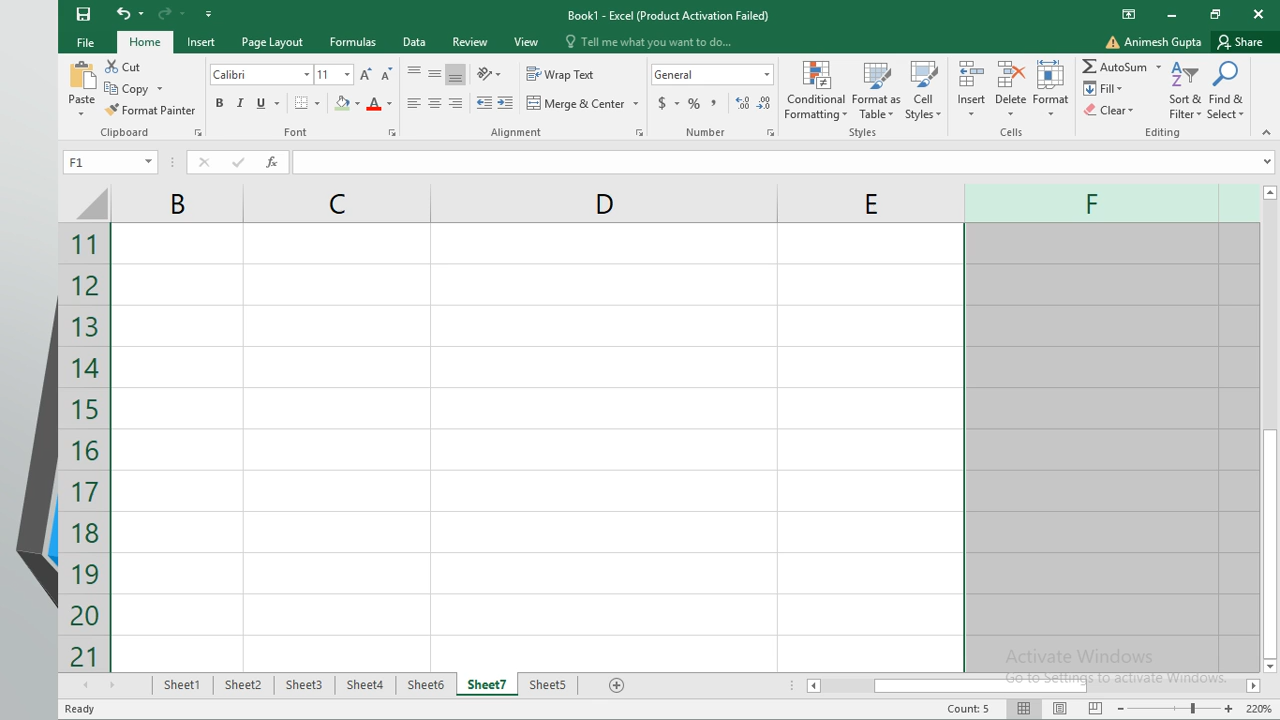 Book1 - Excel (Product Activation Failed)
File Home Insert Page Layout Formulas Data Review View Tell me what you want to do... Animesh Gupta Share
Paste Cut Copy Format Painter Clipboard
Calibri 11 B I U A Font
Wrap Text Merge & Center Alignment
General $ % , Number
Conditional Formatting Format as Table Cell Styles Styles
Insert Delete Format Cells
AutoSum Fill Clear Sort & Filter Find & Select Editing
F1 fx
B C D E F
11
12
13
14
15
16
17
18
19
20
21
Activate Windows
Go to Settings to activate Windows.
Sheet1 Sheet2 Sheet3 Sheet4 Sheet6 Sheet7 Sheet5
Ready Count: 5 220%